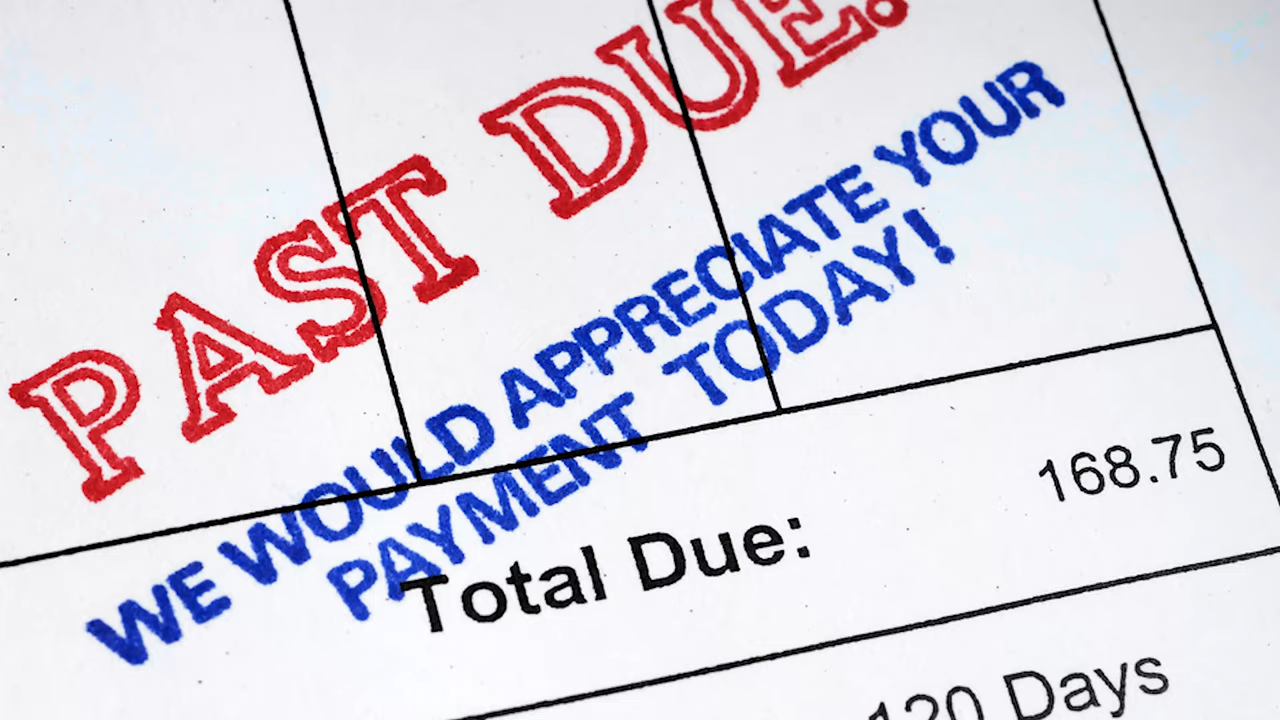 PAST DUE!
WE WOULD APPRECIATE YOUR
PAYMENT TODAY!
168.75
Total Due:
120 Days